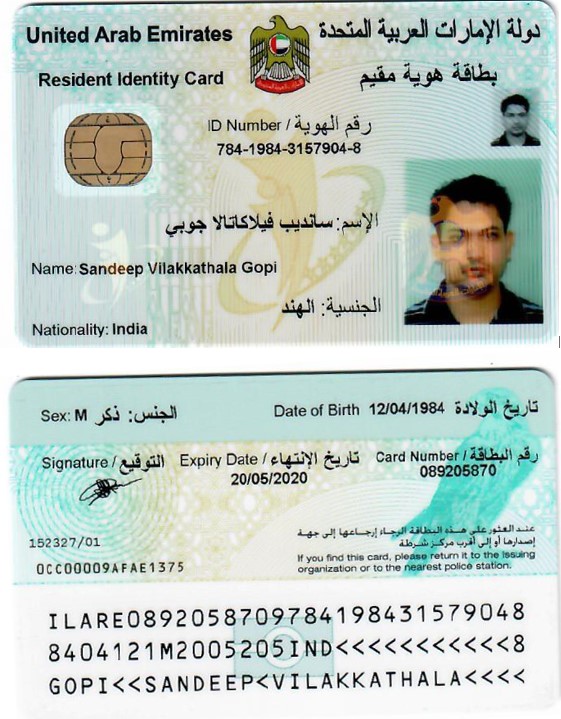 United Arab Emirates دولة الإمارات العربية المتحدة
Resident Identity Card بطاقة هوية مقيم
ID Number / رقم الهوية
784-1984-3157904-8
الإسم: سانديب فيلاكاتالا جوبي
Name: Sandeep Vilakkathala Gopi
الجنسية: الهند
Nationality: India
Sex: M الجنس: ذكر Date of Birth 12/04/1984 تاريخ الولادة
Signature / التوقيع Expiry Date / تاريخ الإنتهاء Card Number / رقم البطاقة
20/05/2020 089205870
عند العثور على هذه البطاقة الرجاء إرجاعها إلى جهة
إصدارها أو إلى أقرب مركز شرطة
152327/01
If you find this card, please return it to the issuing
organization or to the nearest police station.
OCC00009AFAE1375
ILARE0892058709784198431579048
8404121M2005205IND<<<<<<<<<<<8
GOPI<<SANDEEP<VILAKKATHALA<<<<